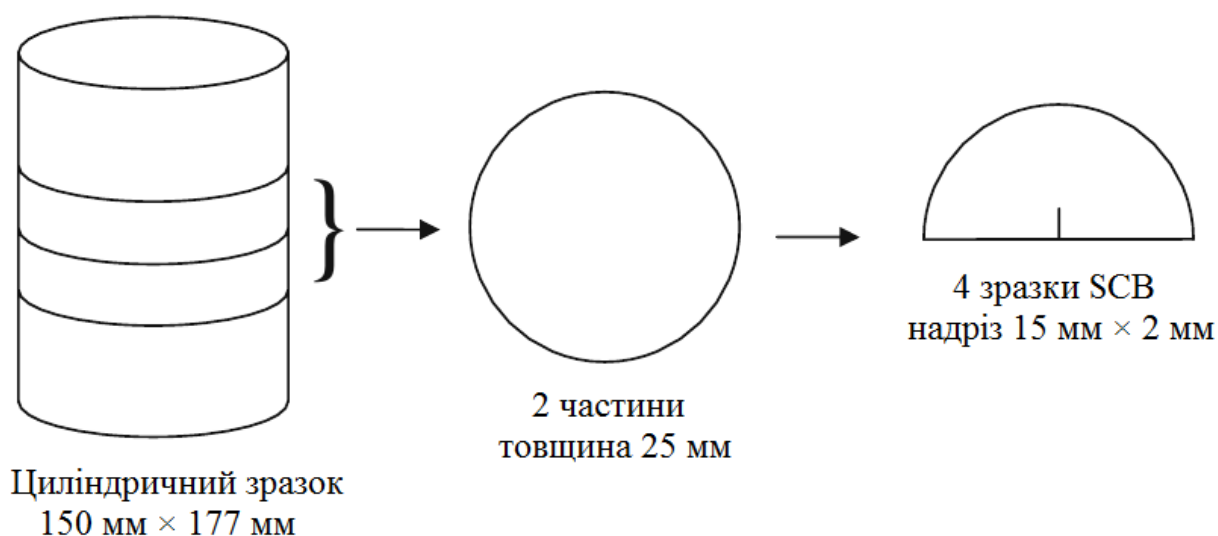 Циліндричний зразок
150 мм × 177 мм
2 частини
товщина 25 мм
4 зразки SCB
надріз 15 мм × 2 мм